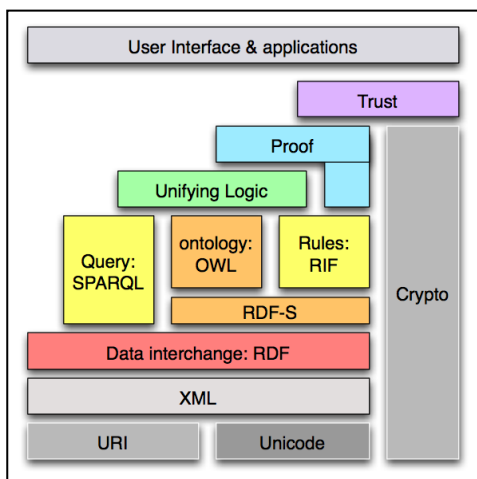 User Interface & applications
Trust
Proof
Unifying Logic
Query:
SPARQL
ontology:
OWL
Rules:
RIF
Crypto
RDF-S
Data interchange: RDF
XML
URI
Unicode